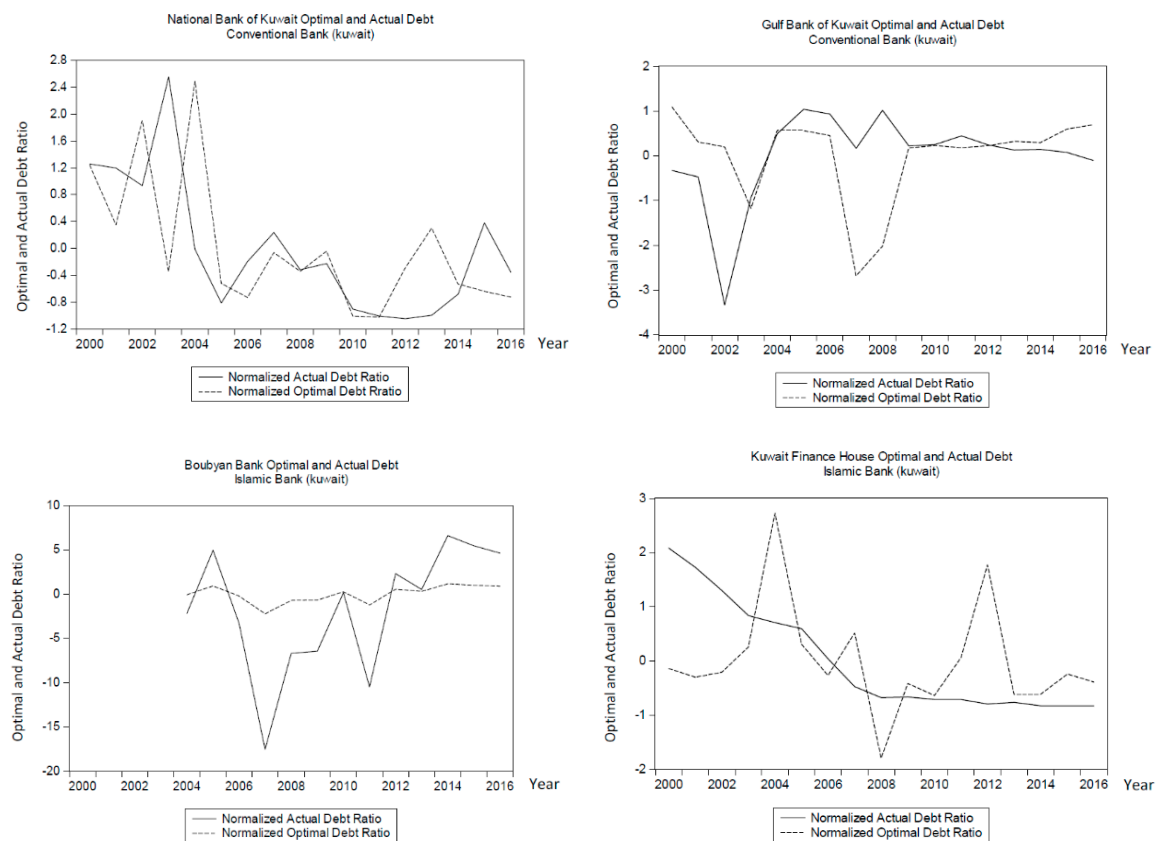 National Bank of Kuwait Optimal and Actual Debt
Conventional Bank (kuwait)
Optimal and Actual Debt Ratio
2.8
2.4
2.0
1.6
1.2
0.8
0.4
0.0
-0.4
-0.8
-1.2
2000 2002 2004 2006 2008 2010 2012 2014 2016 Year
Normalized Actual Debt Ratio
Normalized Optimal Debt Rratio
Gulf Bank of Kuwait Optimal and Actual Debt
Conventional Bank (kuwait)
Optimal and Actual Debt Ratio
2
1
0
-1
-2
-3
-4
2000 2002 2004 2006 2008 2010 2012 2014 2016 Year
Normalized Actual Debt Ratio
Normalized Optimal Debt Ratio
Boubyan Bank Optimal and Actual Debt
Islamic Bank (kuwait)
Optimal and Actual Debt Ratio
10
5
0
-5
-10
-15
-20
2000 2002 2004 2006 2008 2010 2012 2014 2016 Year
Normalized Actual Debt Ratio
Normalized Optimal Debt Ratio
Kuwait Finance House Optimal and Actual Debt
Islamic Bank (kuwait)
Optimal and Actual Debt Ratio
3
2
1
0
-1
-2
2000 2002 2004 2006 2008 2010 2012 2014 2016 Year
Normalized Actual Debt Ratio
Normalized Optimal Debt Ratio